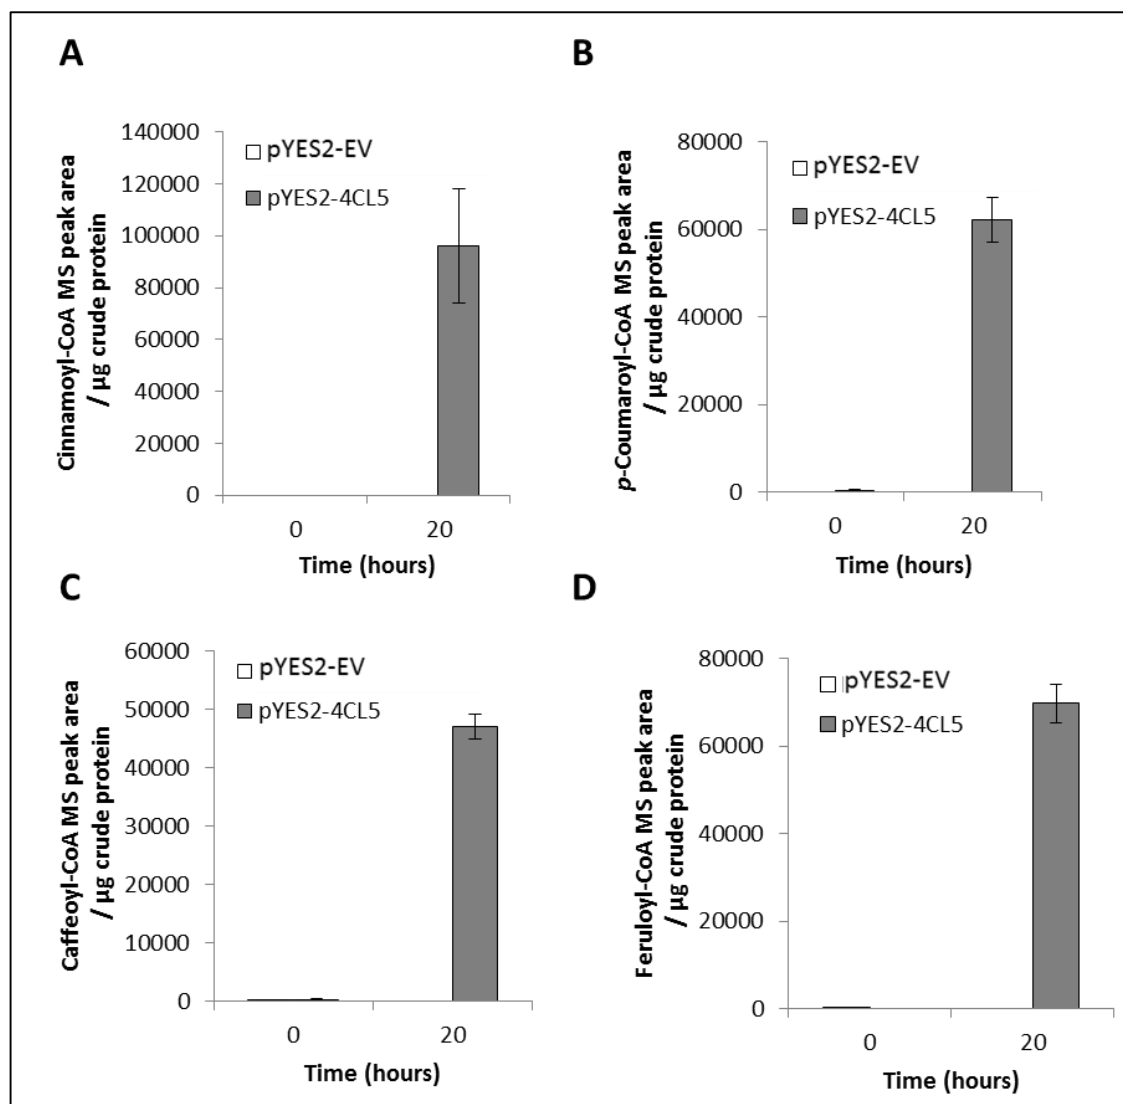 A
Cinnamoyl-CoA MS peak area
/ µg crude protein
140000
120000
100000
80000
60000
40000
20000
0
pYES2-EV
pYES2-4CL5
0 20
Time (hours)
B
p-Coumaroyl-CoA MS peak area
/ µg crude protein
80000
60000
40000
20000
0
pYES2-EV
pYES2-4CL5
0 20
Time (hours)
C
Caffeoyl-CoA MS peak area
/ µg crude protein
60000
50000
40000
30000
20000
10000
0
pYES2-EV
pYES2-4CL5
0 20
Time (hours)
D
Feruloyl-CoA MS peak area
/ µg crude protein
80000
60000
40000
20000
0
pYES2-EV
pYES2-4CL5
0 20
Time (hours)